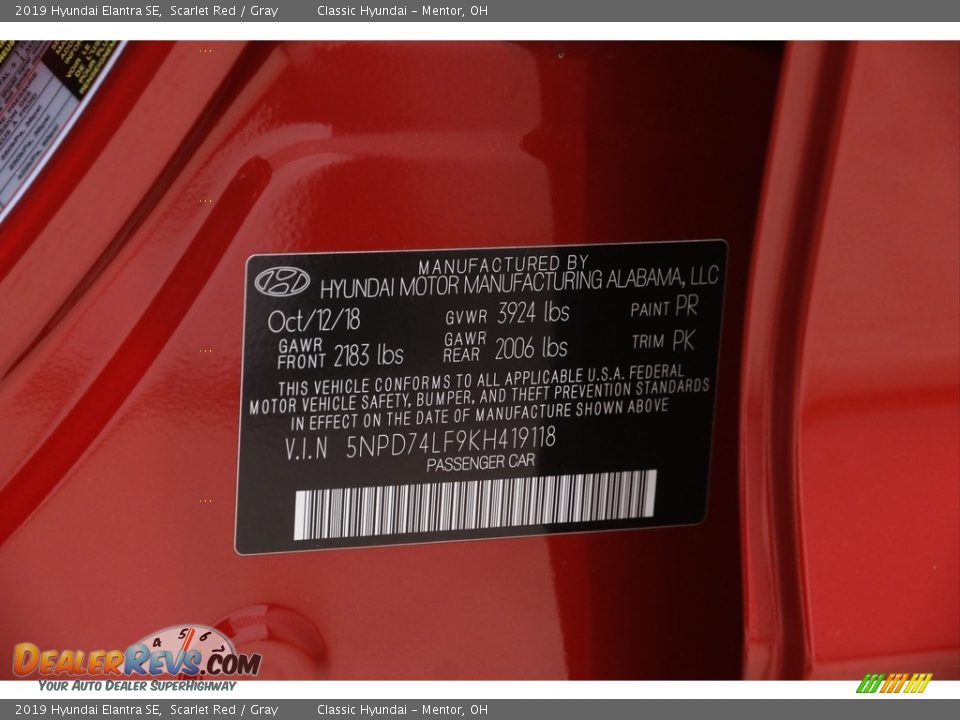 2019 Hyundai Elantra SE, Scarlet Red / Gray Classic Hyundai - Mentor, OH
MANUFACTURED BY
HYUNDAI MOTOR MANUFACTURING ALABAMA, LLC
Oct/12/18 GVWR 3924 lbs PAINT PR
GAWR FRONT 2183 lbs GAWR REAR 2006 lbs TRIM PK
THIS VEHICLE CONFORMS TO ALL APPLICABLE U.S.A. FEDERAL
MOTOR VEHICLE SAFETY, BUMPER, AND THEFT PREVENTION STANDARDS
IN EFFECT ON THE DATE OF MANUFACTURE SHOWN ABOVE
V.I.N 5NPD74LF9KH419118
PASSENGER CAR
4 5 6
DEALERREVS.COM
YOUR AUTO DEALER SUPERHIGHWAY
2019 Hyundai Elantra SE, Scarlet Red / Gray Classic Hyundai - Mentor, OH